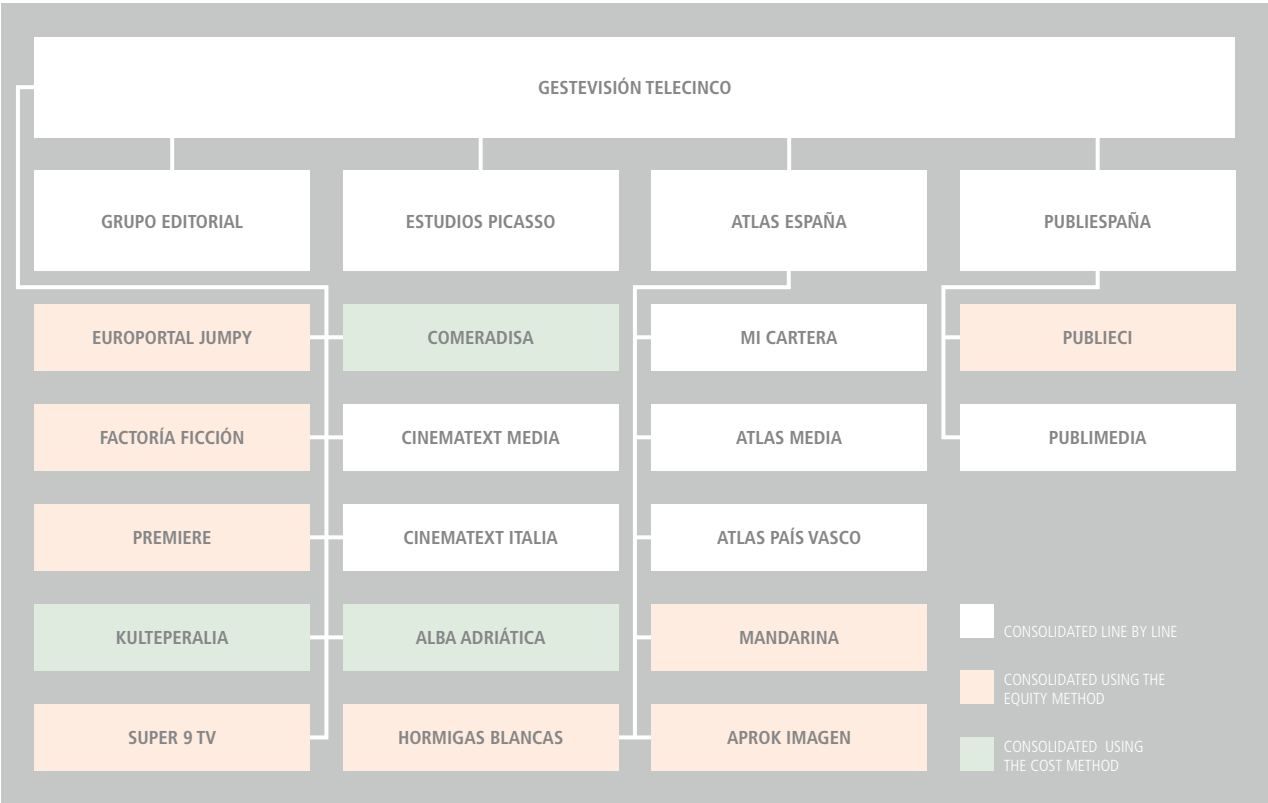 GESTEVISIÓN TELECINCO
GRUPO EDITORIAL
ESTUDIOS PICASSO
ATLAS ESPAÑA
PUBLIESPAÑA
EUROPORTAL JUMPY
COMERADISA
MI CARTERA
PUBLIECI
FACTORÍA FICCIÓN
CINEMATEXT MEDIA
ATLAS MEDIA
PUBLIMEDIA
PREMIERE
CINEMATEXT ITALIA
ATLAS PAÍS VASCO
KULTEPERALIA
ALBA ADRIÁTICA
MANDARINA
SUPER 9 TV
HORMIGAS BLANCAS
APROK IMAGEN
CONSOLIDATED LINE BY LINE
CONSOLIDATED USING THE
EQUITY METHOD
CONSOLIDATED USING
THE COST METHOD